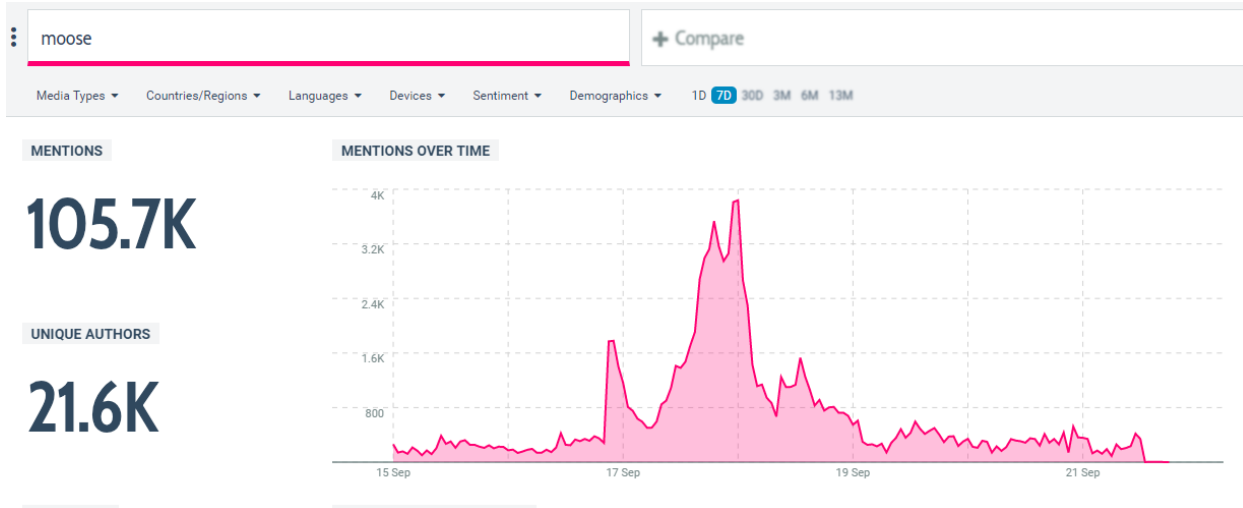 moose
Compare
Media Types Countries/Regions Languages Devices Sentiment Demographics 1D 7D 30D 3M 6M 13M
MENTIONS
105.7K
UNIQUE AUTHORS
21.6K
MENTIONS OVER TIME
4K
3.2K
2.4K
1.6K
800
15 Sep 17 Sep 19 Sep 21 Sep